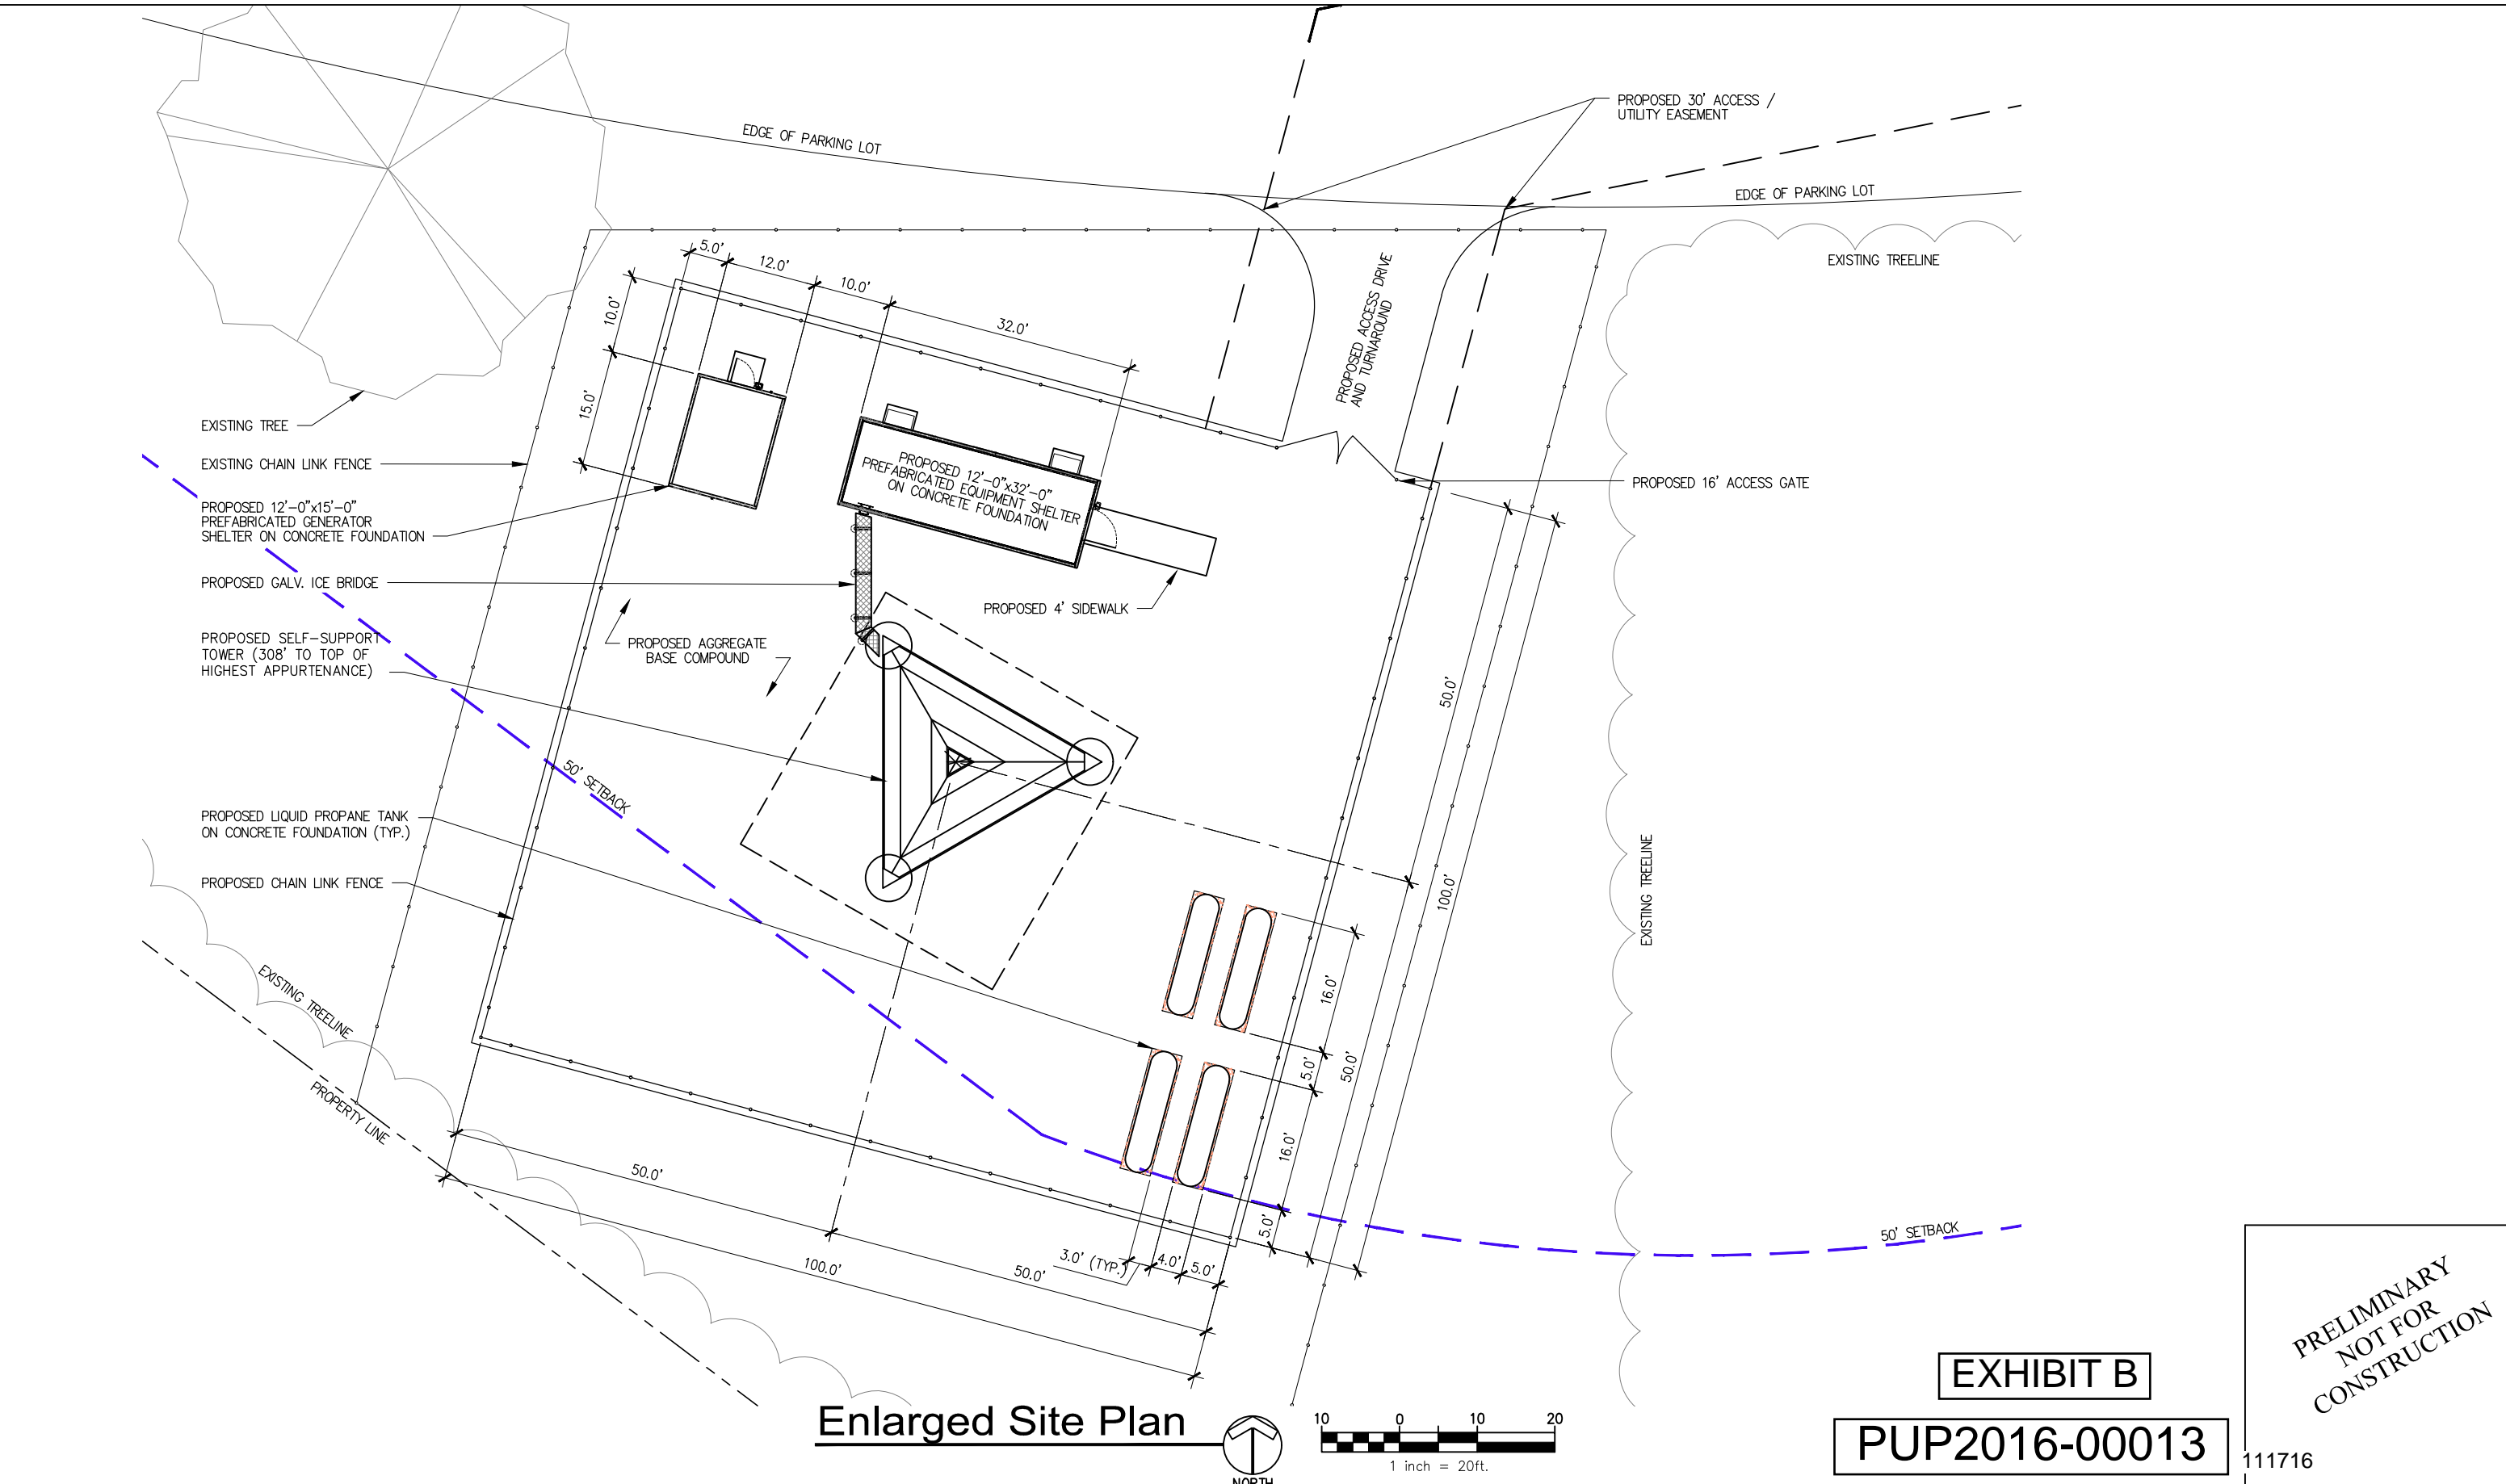 PROPOSED 30' ACCESS /
UTILITY EASEMENT
EDGE OF PARKING LOT
EDGE OF PARKING LOT
EXISTING TREELINE
5.0'
12.0'
10.0'
32.0'
10.0'
15.0'
PROPOSED ACCESS DRIVE
AND TURNAROUND
EXISTING TREE
EXISTING CHAIN LINK FENCE
PROPOSED 12'-0"x15'-0"
PREFABRICATED GENERATOR
SHELTER ON CONCRETE FOUNDATION
PROPOSED 12'-0"x32'-0"
PREFABRICATED EQUIPMENT SHELTER
ON CONCRETE FOUNDATION
PROPOSED 16' ACCESS GATE
PROPOSED GALV. ICE BRIDGE
PROPOSED 4' SIDEWALK
PROPOSED SELF-SUPPORT
TOWER (308' TO TOP OF
HIGHEST APPURTENANCE)
PROPOSED AGGREGATE
BASE COMPOUND
50' SETBACK
50.0'
100.0'
PROPOSED LIQUID PROPANE TANK
ON CONCRETE FOUNDATION (TYP.)
PROPOSED CHAIN LINK FENCE
EXISTING TREELINE
EXISTING TREELINE
PROPERTY LINE
16.0'
5.0'
50.0'
16.0'
5.0'
50.0'
100.0'
50.0'
3.0' (TYP.)
4.0'
5.0'
50' SETBACK
PRELIMINARY
NOT FOR
CONSTRUCTION
EXHIBIT B
Enlarged Site Plan
NORTH
10 0 10 20
1 inch = 20ft.
PUP2016-00013
111716